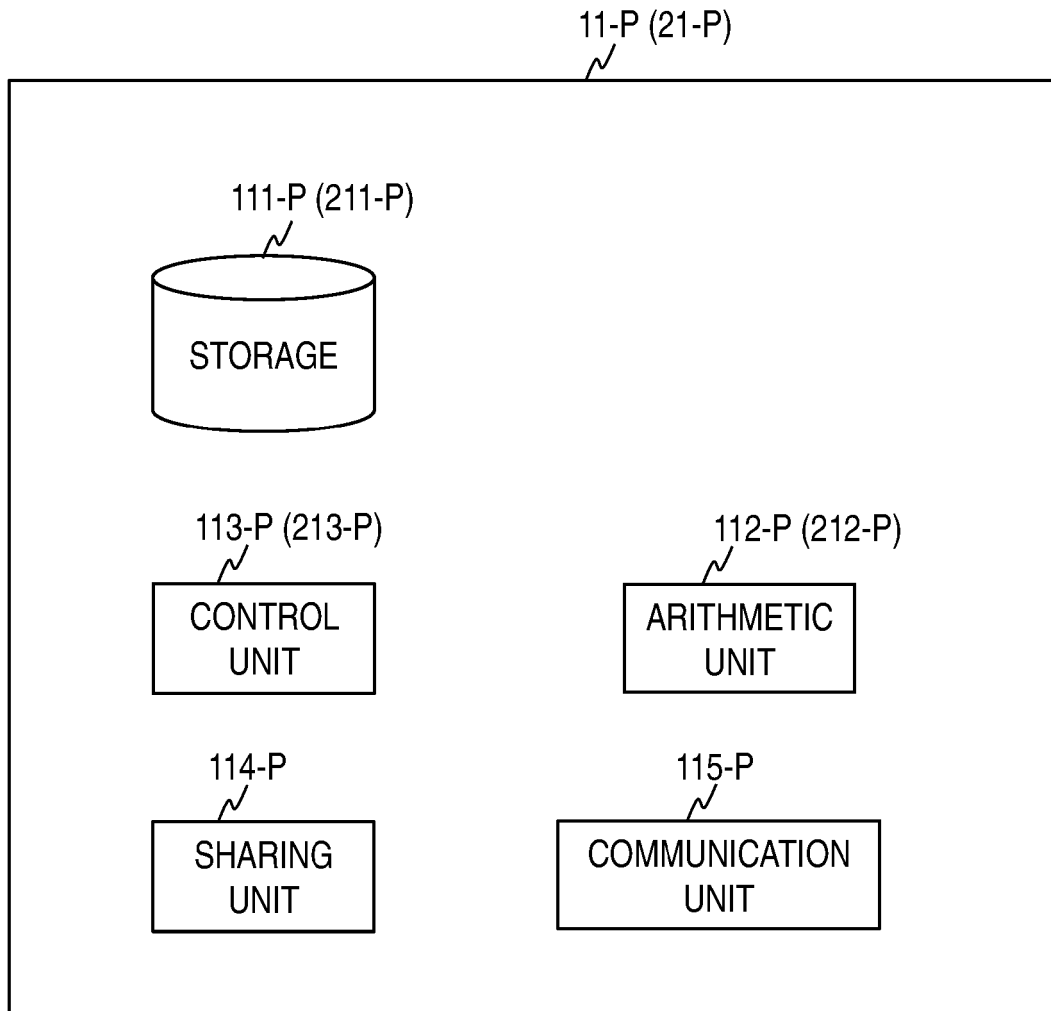 11-P (21-P)
111-P (211-P)
STORAGE
113-P (213-P)
CONTROL
UNIT
112-P (212-P)
ARITHMETIC
UNIT
114-P
SHARING
UNIT
115-P
COMMUNICATION
UNIT